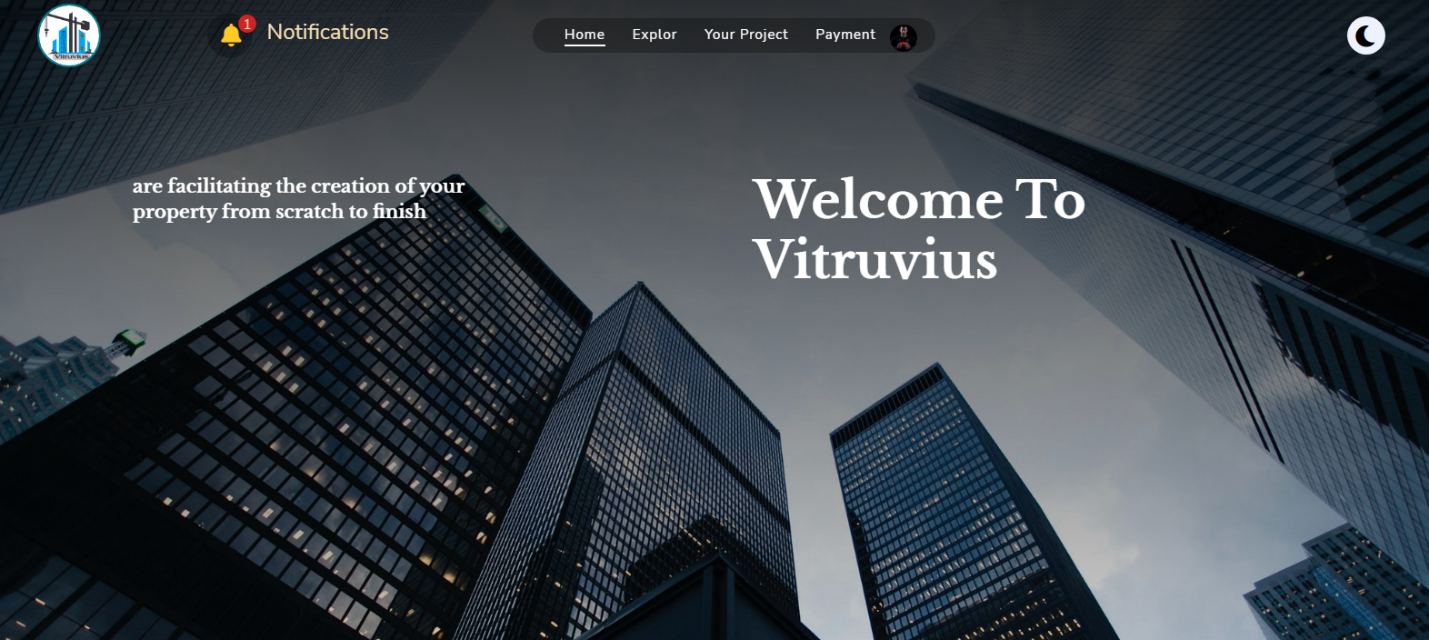 Vitruvius
1
Notifications
Home
Explor
Your Project
Payment
are facilitating the creation of your
property from scratch to finish
Welcome To
Vitruvius